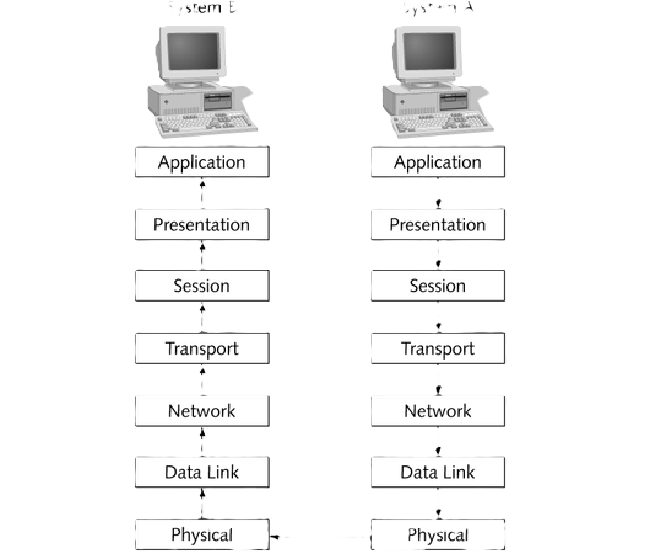 System B
System A
Application
Application
Presentation
Presentation
Session
Session
Transport
Transport
Network
Network
Data Link
Data Link
Physical
Physical